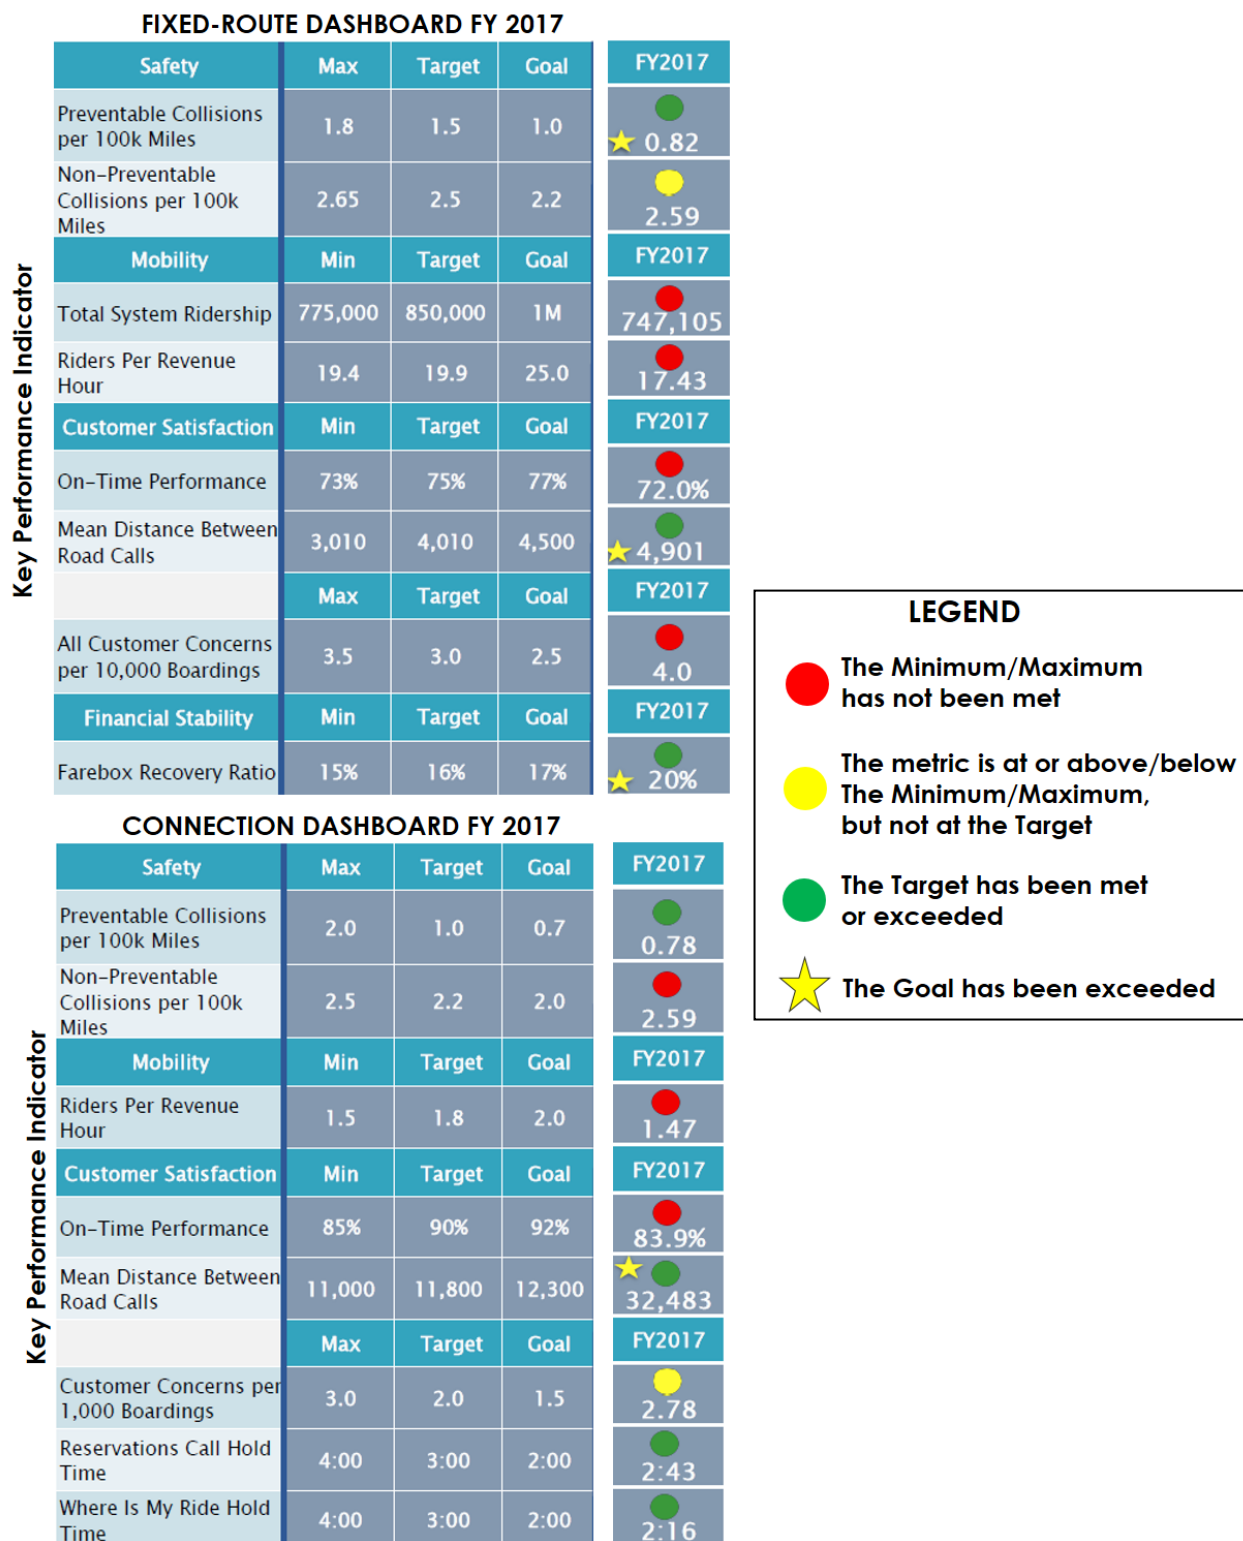 FIXED-ROUTE DASHBOARD FY 2017
Safety Max Target Goal FY2017
Preventable Collisions
per 100k Miles 1.8 1.5 1.0 0.82
Non-Preventable
Collisions per 100k
Miles 2.65 2.5 2.2 2.59
Mobility Min Target Goal FY2017
Total System Ridership 775,000 850,000 1M 747,105
Riders Per Revenue
Hour 19.4 19.9 25.0 17.43
Customer Satisfaction Min Target Goal FY2017
On-Time Performance 73% 75% 77% 72.0%
Mean Distance Between
Road Calls 3,010 4,010 4,500 4,901
Max Target Goal FY2017
All Customer Concerns
per 10,000 Boardings 3.5 3.0 2.5 4.0
Financial Stability Min Target Goal FY2017
Farebox Recovery Ratio 15% 16% 17% 20%
Key Performance Indicator
CONNECTION DASHBOARD FY 2017
Safety Max Target Goal FY2017
Preventable Collisions
per 100k Miles 2.0 1.0 0.7 0.78
Non-Preventable
Collisions per 100k
Miles 2.5 2.2 2.0 2.59
Mobility Min Target Goal FY2017
Riders Per Revenue
Hour 1.5 1.8 2.0 1.47
Customer Satisfaction Min Target Goal FY2017
On-Time Performance 85% 90% 92% 83.9%
Mean Distance Between
Road Calls 11,000 11,800 12,300 32,483
Max Target Goal FY2017
Customer Concerns per
1,000 Boardings 3.0 2.0 1.5 2.78
Reservations Call Hold
Time 4:00 3:00 2:00 2:43
Where Is My Ride Hold
Time 4:00 3:00 2:00 2:16
Key Performance Indicator
LEGEND
The Minimum/Maximum
has not been met
The metric is at or above/below
The Minimum/Maximum,
but not at the Target
The Target has been met
or exceeded
The Goal has been exceeded